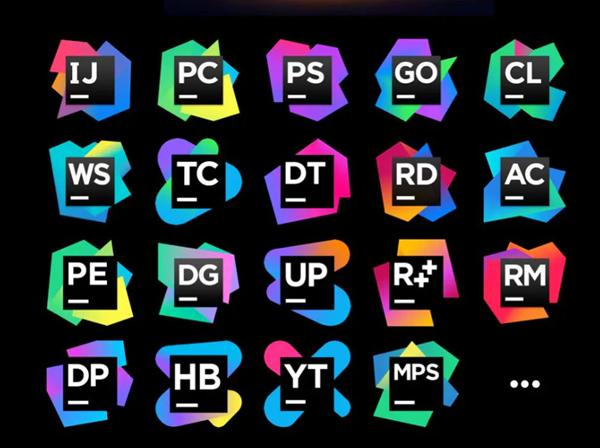 IJ PC PS GO CL
WS TC DT RD AC
PE DG UP R++ RM
DP HB YT MPS ...